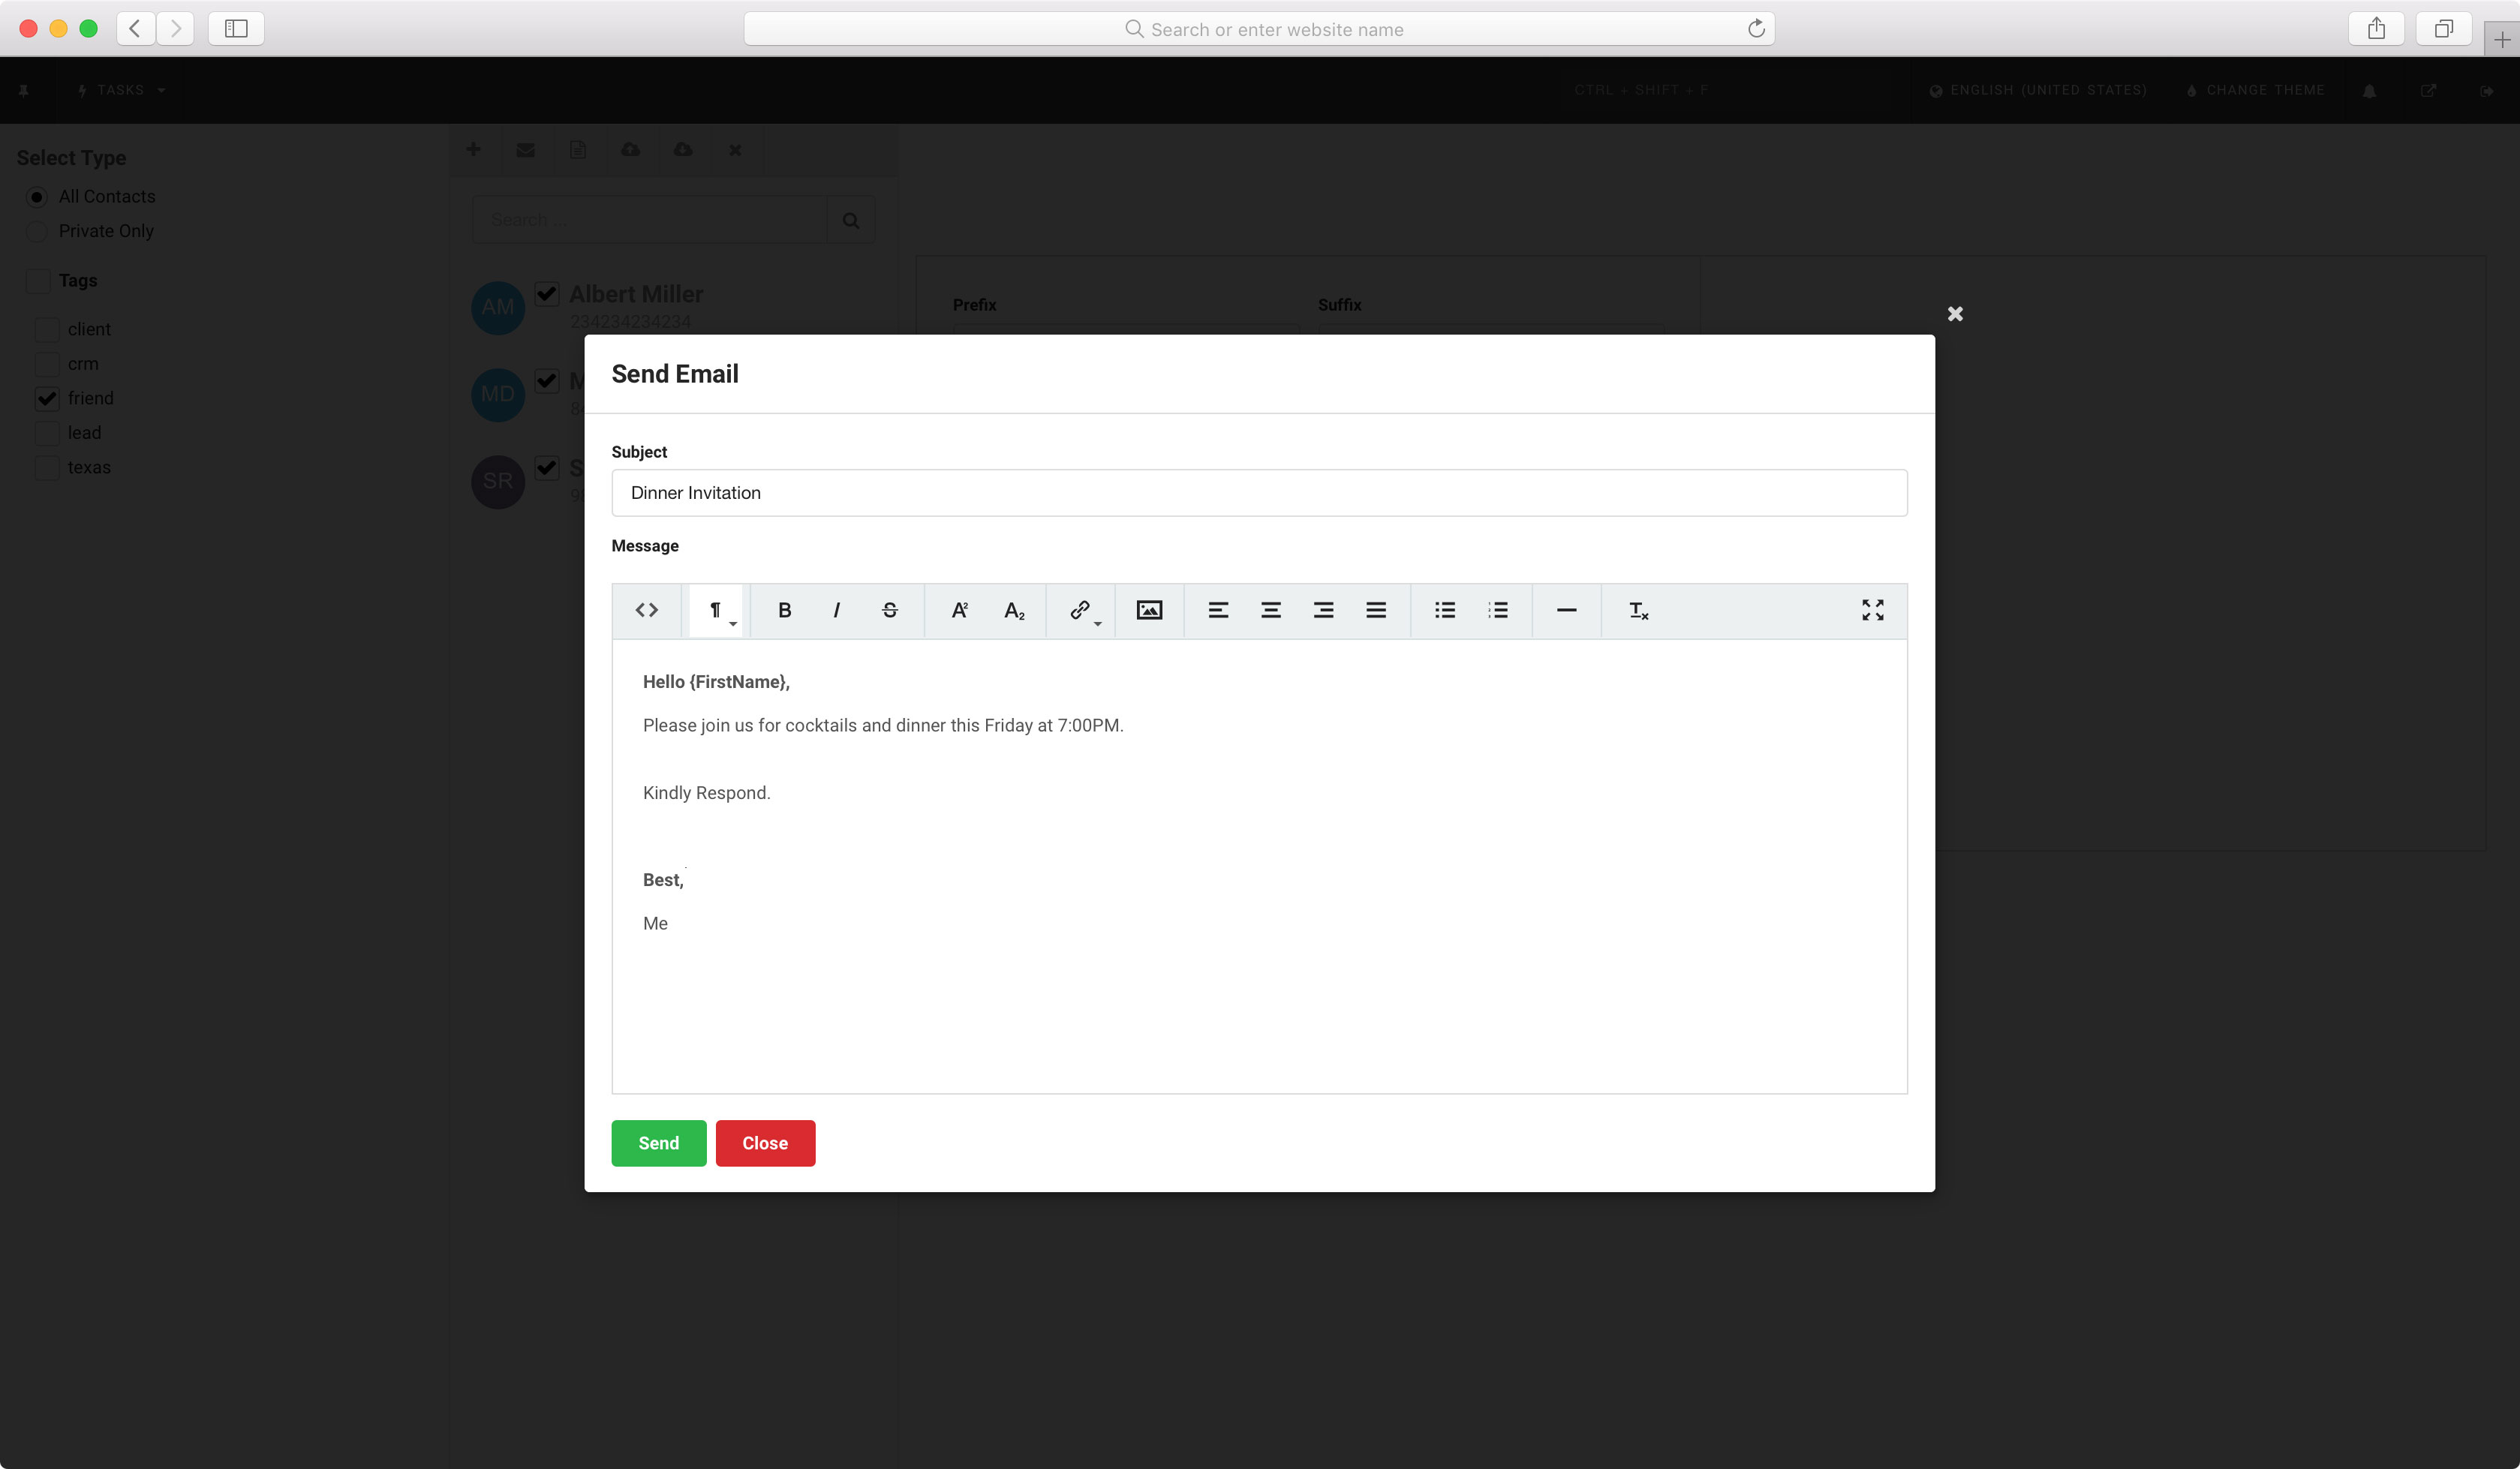 Search or enter website name
TASKS
CTRL + SHIFT + F
ENGLISH (UNITED STATES)
CHANGE THEME
Select Type
All Contacts
Private Only
Tags
client
crm
friend
lead
texas
Search ...
AM
Albert Miller
234234234234
MD
SR
Prefix
Suffix
Send Email
Subject
Dinner Invitation
Message
Hello {FirstName},
Please join us for cocktails and dinner this Friday at 7:00PM.
Kindly Respond.
Best,
Me
Send
Close